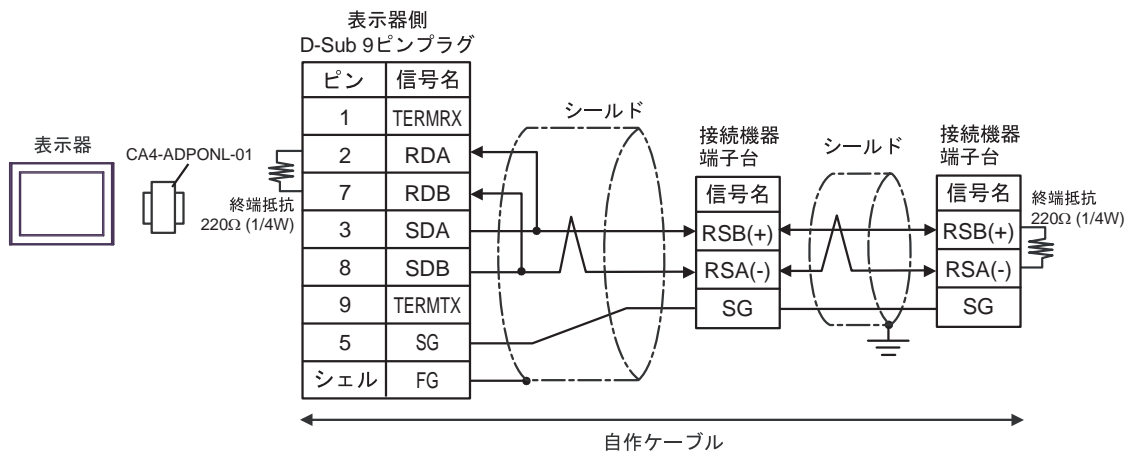 表示器側
D-Sub 9ピンプラグ
ピン 信号名
1 TERMRX
2 RDA
7 RDB
3 SDA
8 SDB
9 TERMTX
5 SG
シェル FG
表示器
CA4-ADPONL-01
終端抵抗
220Ω (1/4W)
シールド
接続機器
端子台
信号名
RSB(+)
RSA(-)
SG
シールド
接続機器
端子台
信号名
RSB(+)
RSA(-)
SG
終端抵抗
220Ω (1/4W)
自作ケーブル